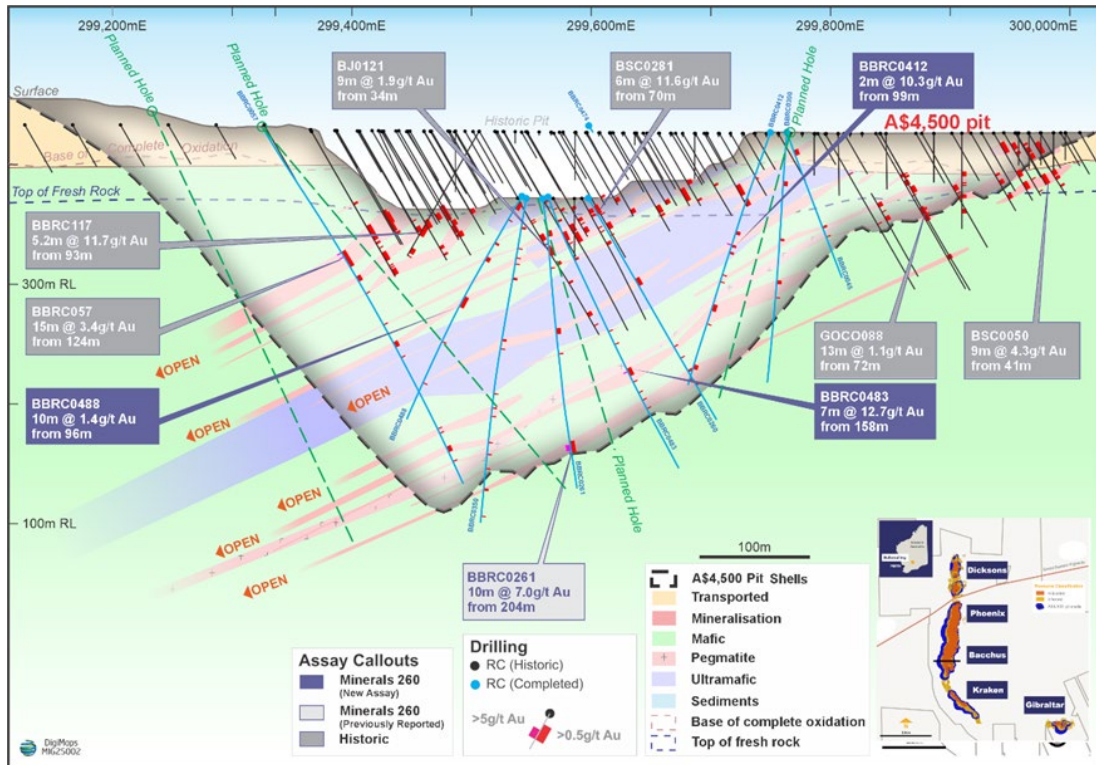 299,200mE
299,400mE
299,600mE
299,800mE
300,000mE
Planned Hole
Planned Hole
Planned Hole
BJ0121
9m @ 1.9g/t Au
from 34m
BSC0281
6m @ 11.6g/t Au
from 70m
BBRC0412
2m @ 10.3g/t Au
from 99m
A$4,500 pit
Surface
Historic Pit
BBRC0474
BBRC0412
Base of Complete Oxidation
Top of Fresh Rock
BBRC117
5.2m @ 11.7g/t Au
from 93m
300m RL
BBRC057
15m @ 3.4g/t Au
from 124m
OPEN
OPEN
OPEN
OPEN
OPEN
OPEN
GOCO088
13m @ 1.1g/t Au
from 72m
BSC0050
9m @ 4.3g/t Au
from 41m
BBRC0488
10m @ 1.4g/t Au
from 96m
BBRC0483
7m @ 12.7g/t Au
from 158m
BBRC0488
BBRC0483
BBRC0261
BBRC0350
Planned Hole
100m RL
BBRC0261
10m @ 7.0g/t Au
from 204m
100m
A$4,500 Pit Shells
Transported
Mineralisation
Mafic
Pegmatite
Ultramafic
Sediments
Base of complete oxidation
Top of fresh rock
Assay Callouts
Minerals 260
(New Assay)
Minerals 260
(Previously Reported)
Historic
Drilling
RC (Historic)
RC (Completed)
>5g/t Au
>0.5g/t Au
Dicksons
Phoenix
Bacchus
Kraken
Gibraltar
DigiMaps
MIG25002